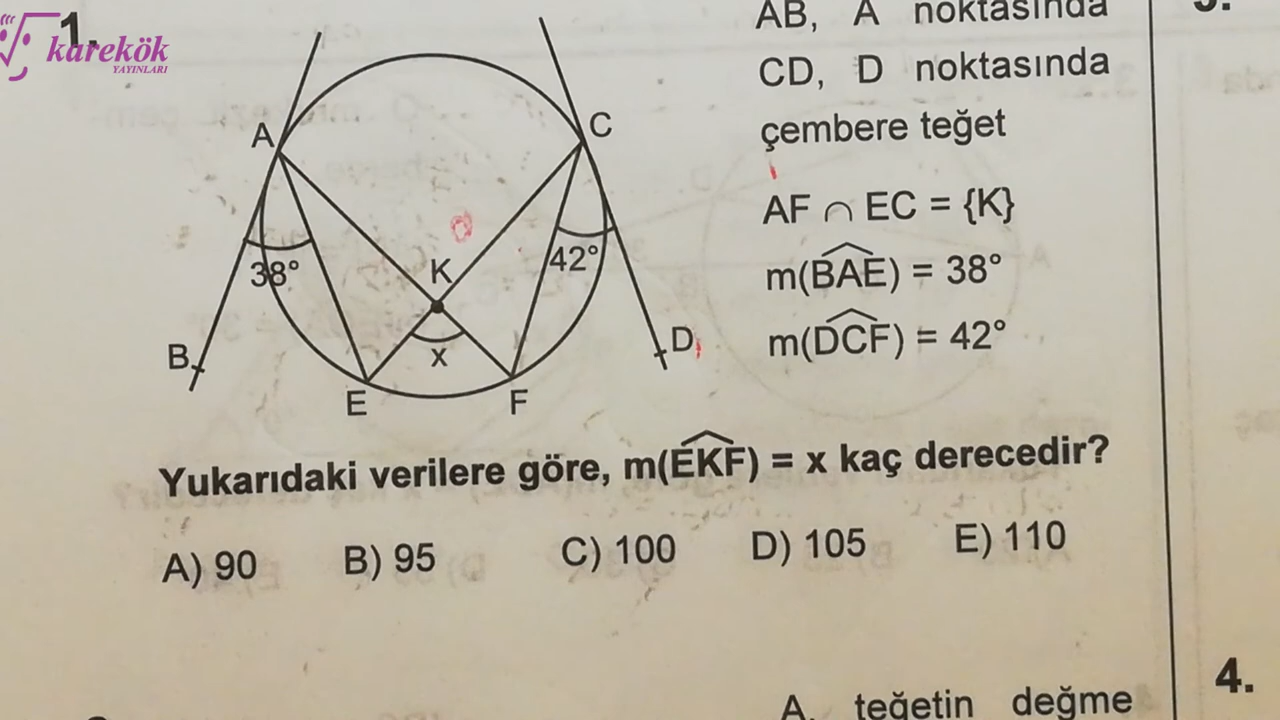 1.
karekök
YAYINLARI
AB, A noktasında
CD, D noktasında
çembere teğet
AF ∩ EC = {K}
m(BAE) = 38°
m(DCF) = 42°
A
C
38°
K
42°
x
B
D
E
F
Yukarıdaki verilere göre, m(EKF) = x kaç derecedir?
A) 90 B) 95 C) 100 D) 105 E) 110
4.
A, teğetin değme